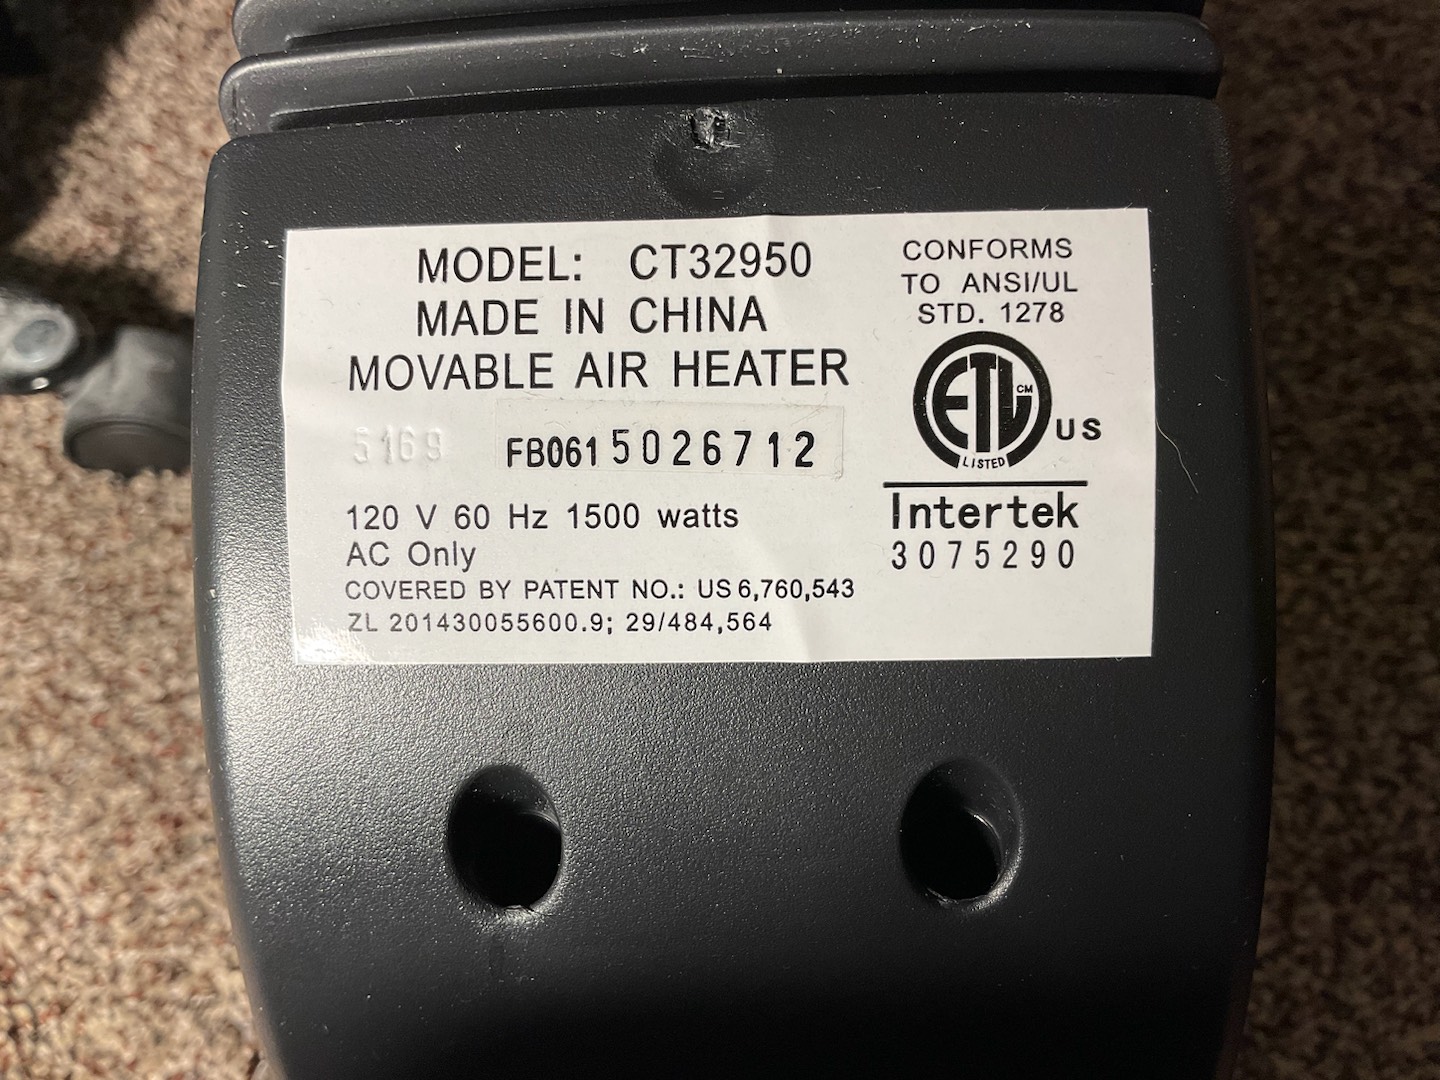 MODEL: CT32950
MADE IN CHINA
MOVABLE AIR HEATER
5169
FB0615026712
120 V 60 Hz 1500 watts
AC Only
COVERED BY PATENT NO.: US 6,760,543
ZL 201430055600.9; 29/484,564
CONFORMS
TO ANSI/UL
STD. 1278
ETL CM
LISTED
US
Intertek
3075290